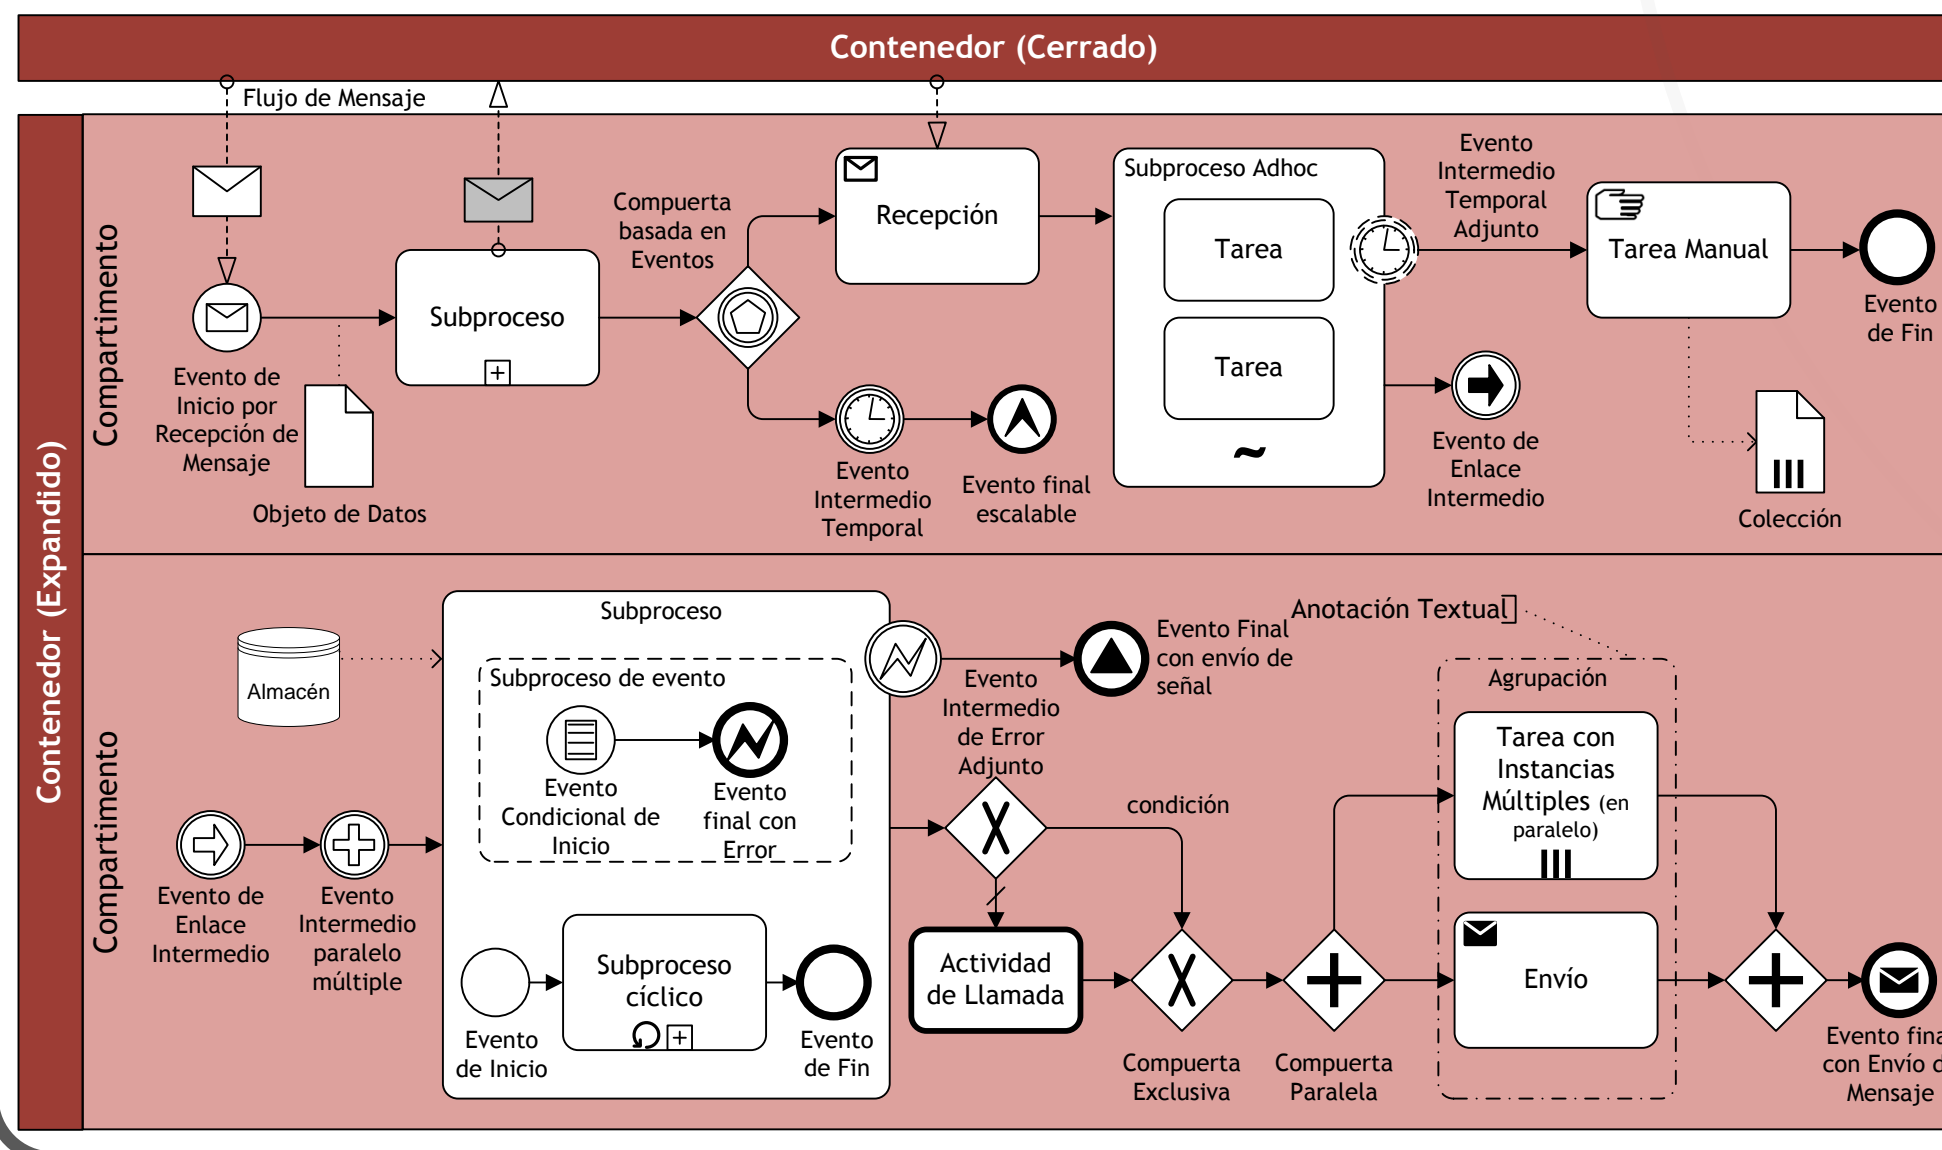 Contenedor (Cerrado)
Flujo de Mensaje
Contenedor (Expandido)
Compartimento
Evento de
Inicio por
Recepción de
Mensaje
Objeto de Datos
Subproceso
Compuerta
basada en
Eventos
Recepción
Evento
Intermedio
Temporal
Evento final
escalable
Subproceso Adhoc
Tarea
Tarea
Evento
Intermedio
Temporal
Adjunto
Evento de
Enlace
Intermedio
Tarea Manual
Colección
Evento
de Fin
Compartimento
Almacén
Evento de
Enlace
Intermedio
Evento
Intermedio
paralelo
múltiple
Subproceso
Subproceso de evento
Evento
Condicional de
Inicio
Evento
final con
Error
Evento
de Inicio
Subproceso
cíclico
Evento
de Fin
Evento
Intermedio
de Error
Adjunto
Evento Final
con envío de
señal
condición
Actividad
de Llamada
Compuerta
Exclusiva
Compuerta
Paralela
Anotación Textual
Agrupación
Tarea con
Instancias
Múltiples (en
paralelo)
Envío
Evento fina
con Envío d
Mensaje